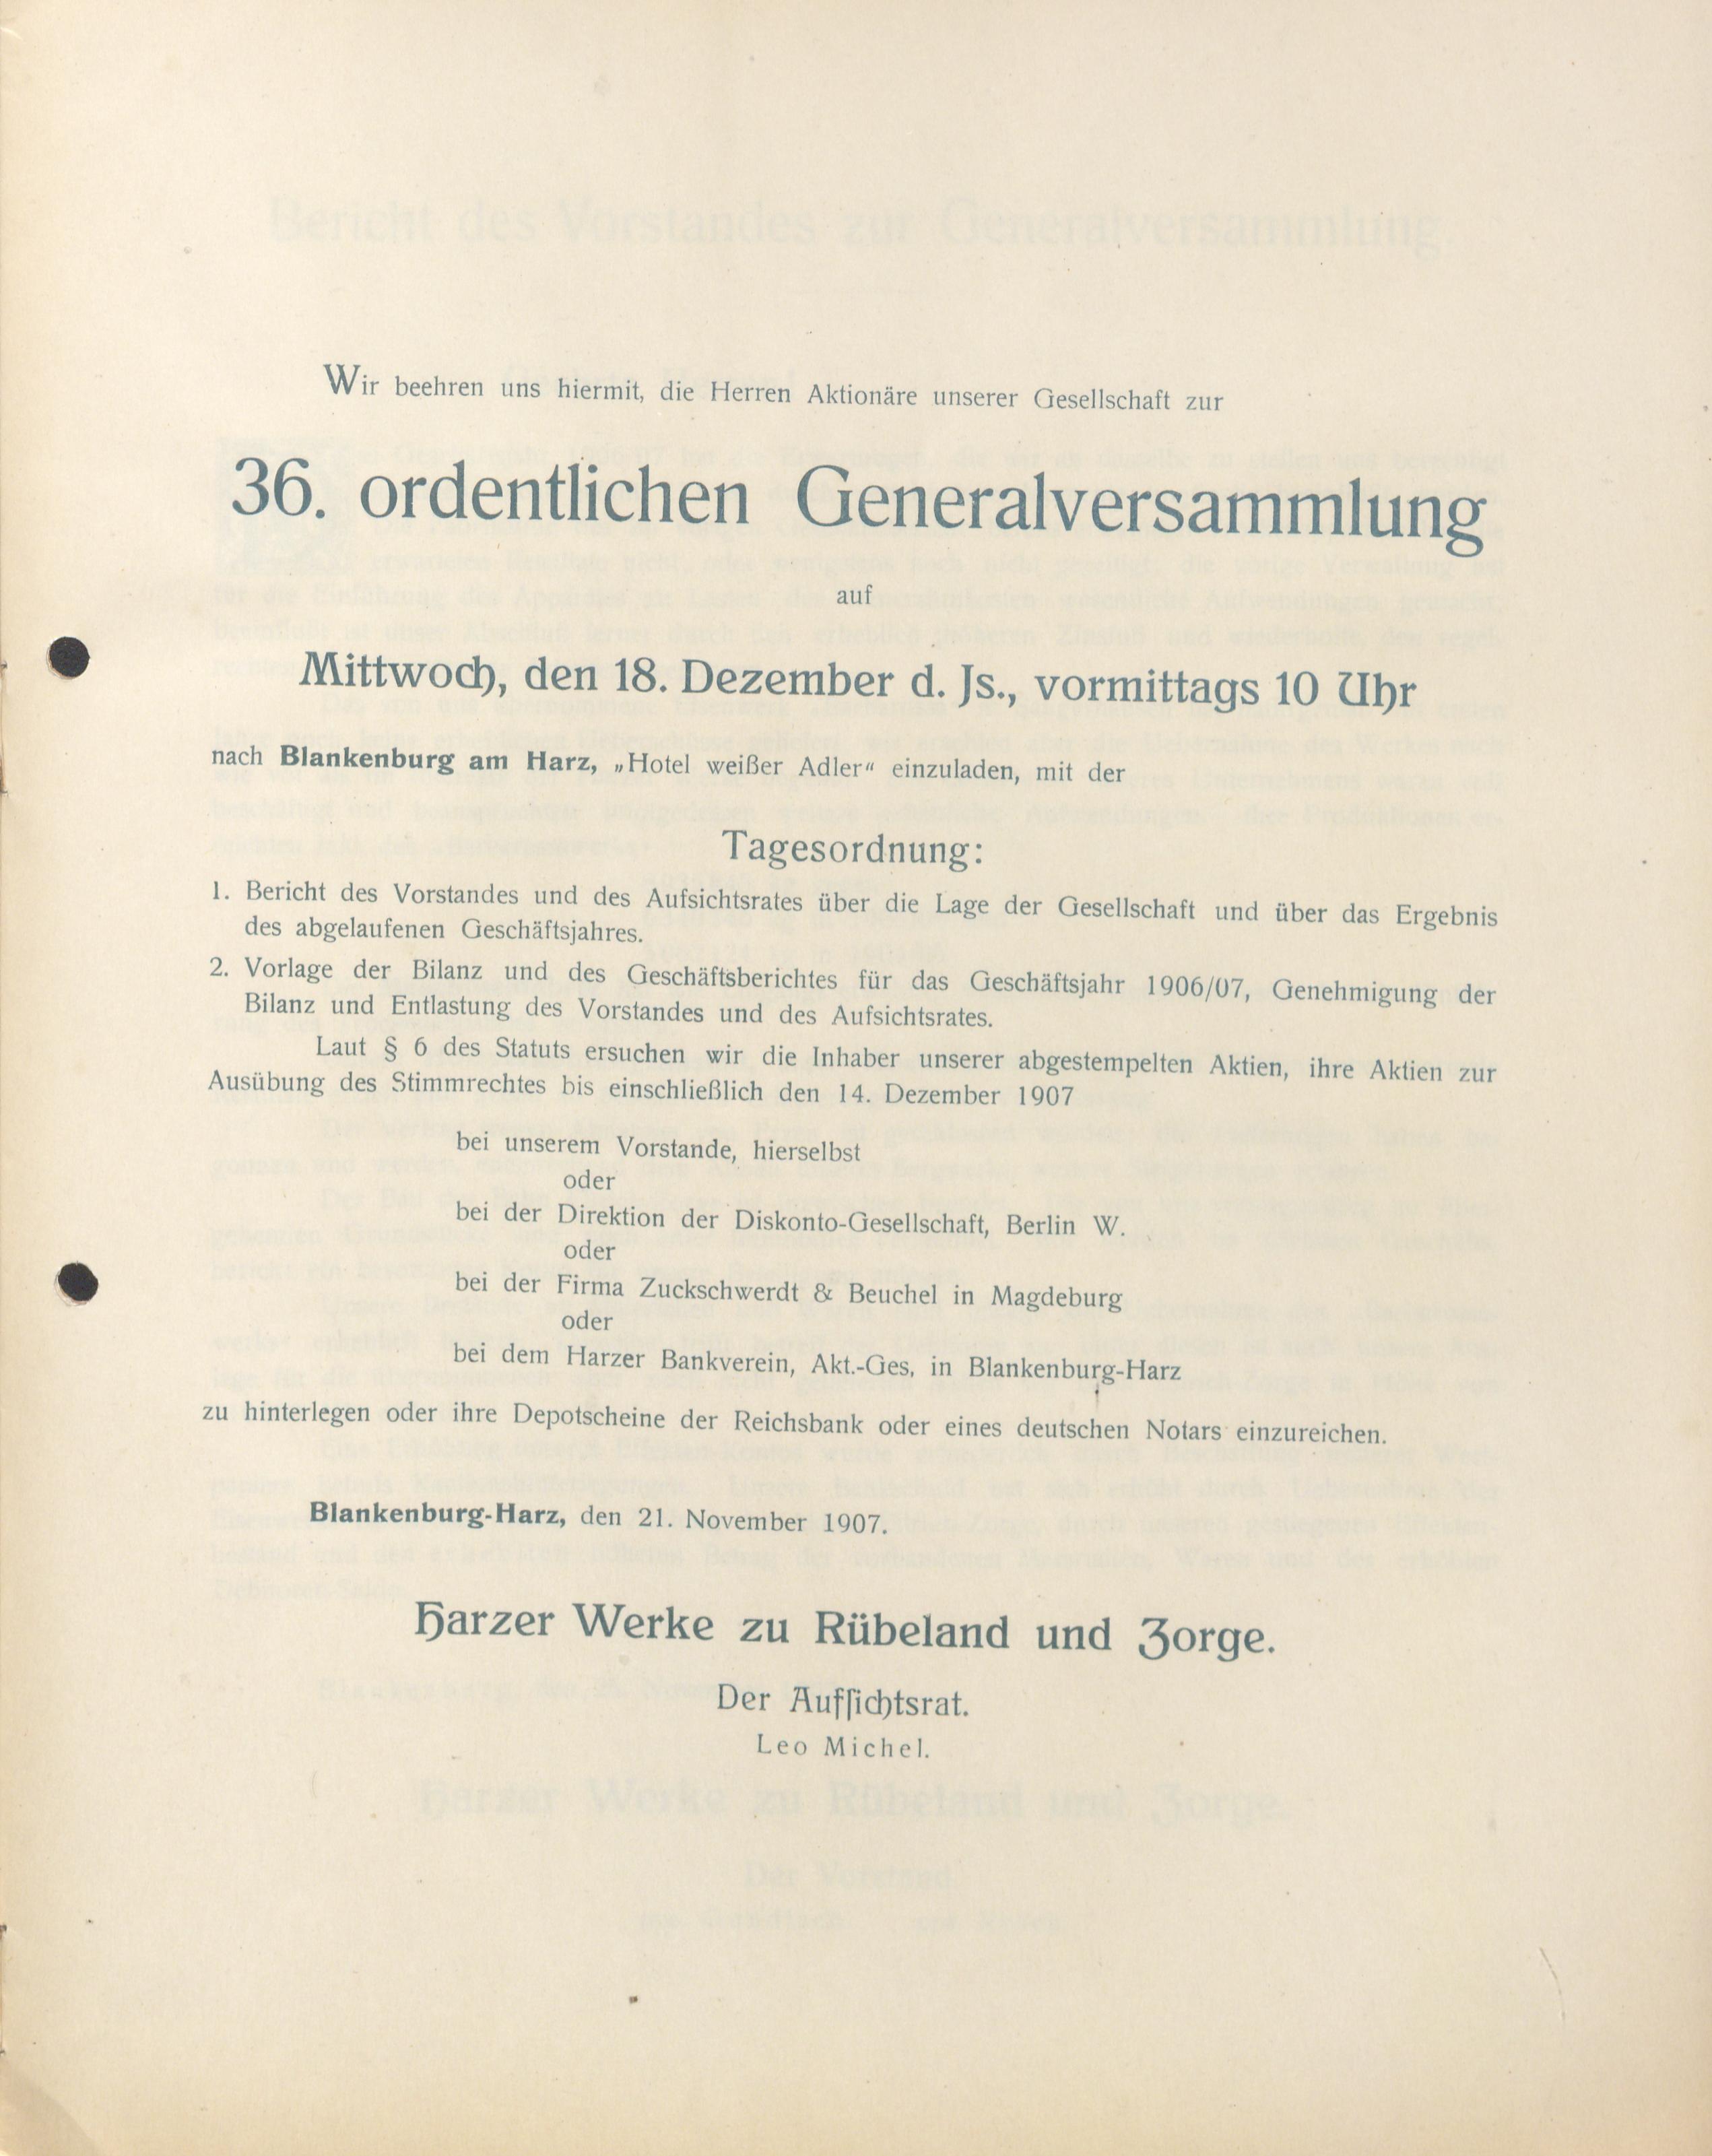 Wir beehren uns hiermit, die Herren Aktionäre unserer Gesellschaft zur
36. ordentlichen Generalversammlung
auf
Mittwoch, den 18. Dezember d. Js., vormittags 10 Uhr
nach Blankenburg am Harz, „Hotel weißer Adler“ einzuladen, mit der
Tagesordnung:
1. Bericht des Vorstandes und des Aufsichtsrates über die Lage der Gesellschaft und über das Ergebnis
des abgelaufenen Geschäftsjahres.
2. Vorlage der Bilanz und des Geschäftsberichtes für das Geschäftsjahr 1906/07, Genehmigung der
Bilanz und Entlastung des Vorstandes und des Aufsichtsrates.
Laut § 6 des Statuts ersuchen wir die Inhaber unserer abgestempelten Aktien, ihre Aktien zur
Ausübung des Stimmrechtes bis einschließlich den 14. Dezember 1907
bei unserem Vorstande, hierselbst
oder
bei der Direktion der Diskonto-Gesellschaft, Berlin W.
oder
bei der Firma Zuckschwerdt & Beuchel in Magdeburg
oder
bei dem Harzer Bankverein, Akt.-Ges, in Blankenburg-Harz
zu hinterlegen oder ihre Depotscheine der Reichsbank oder eines deutschen Notars einzureichen.
Blankenburg-Harz, den 21. November 1907.
Harzer Werke zu Rübeland und Zorge.
Der Aufsichtsrat.
Leo Michel.